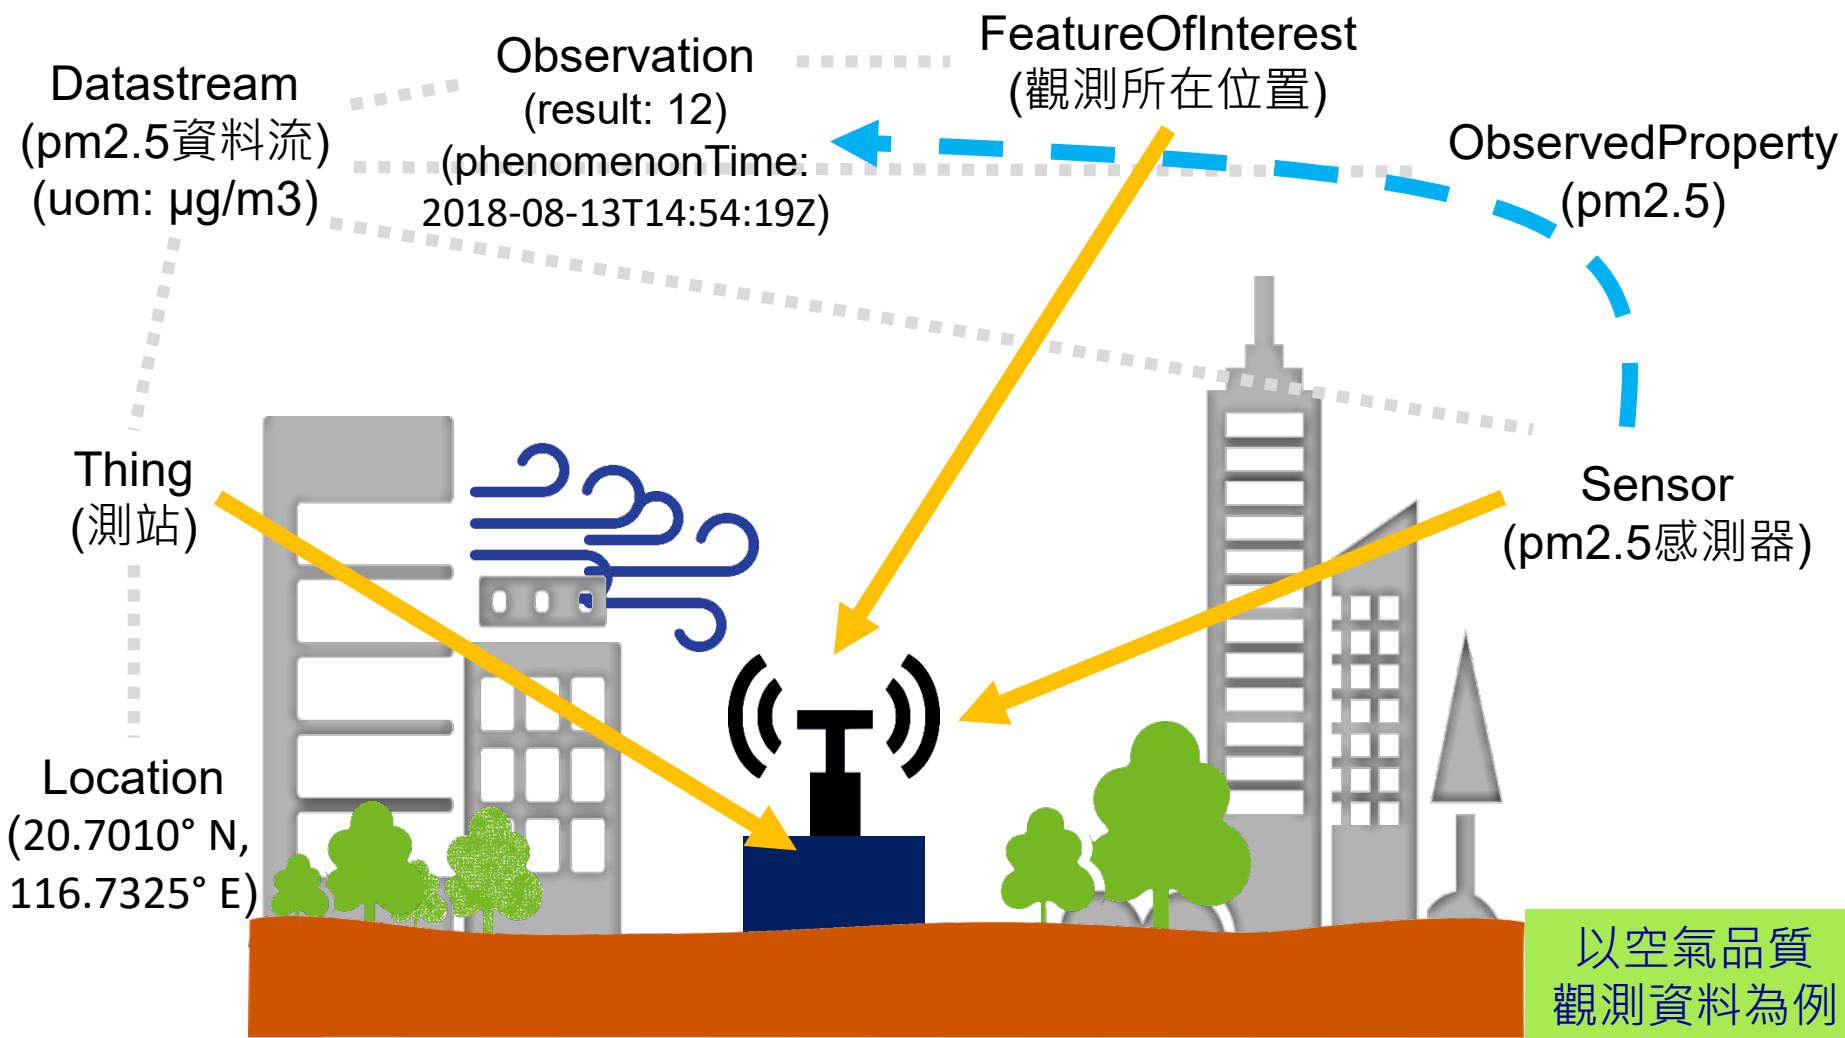 Datastream
(pm2.5資料流)
(uom: µg/m3)
Observation
(result: 12)
(phenomenonTime:
2018-08-13T14:54:19Z)
FeatureOfInterest
(觀測所在位置)
ObservedProperty
(pm2.5)
Thing
(測站)
Sensor
(pm2.5感測器)
Location
(20.7010° N,
116.7325° E)
以空氣品質
觀測資料為例